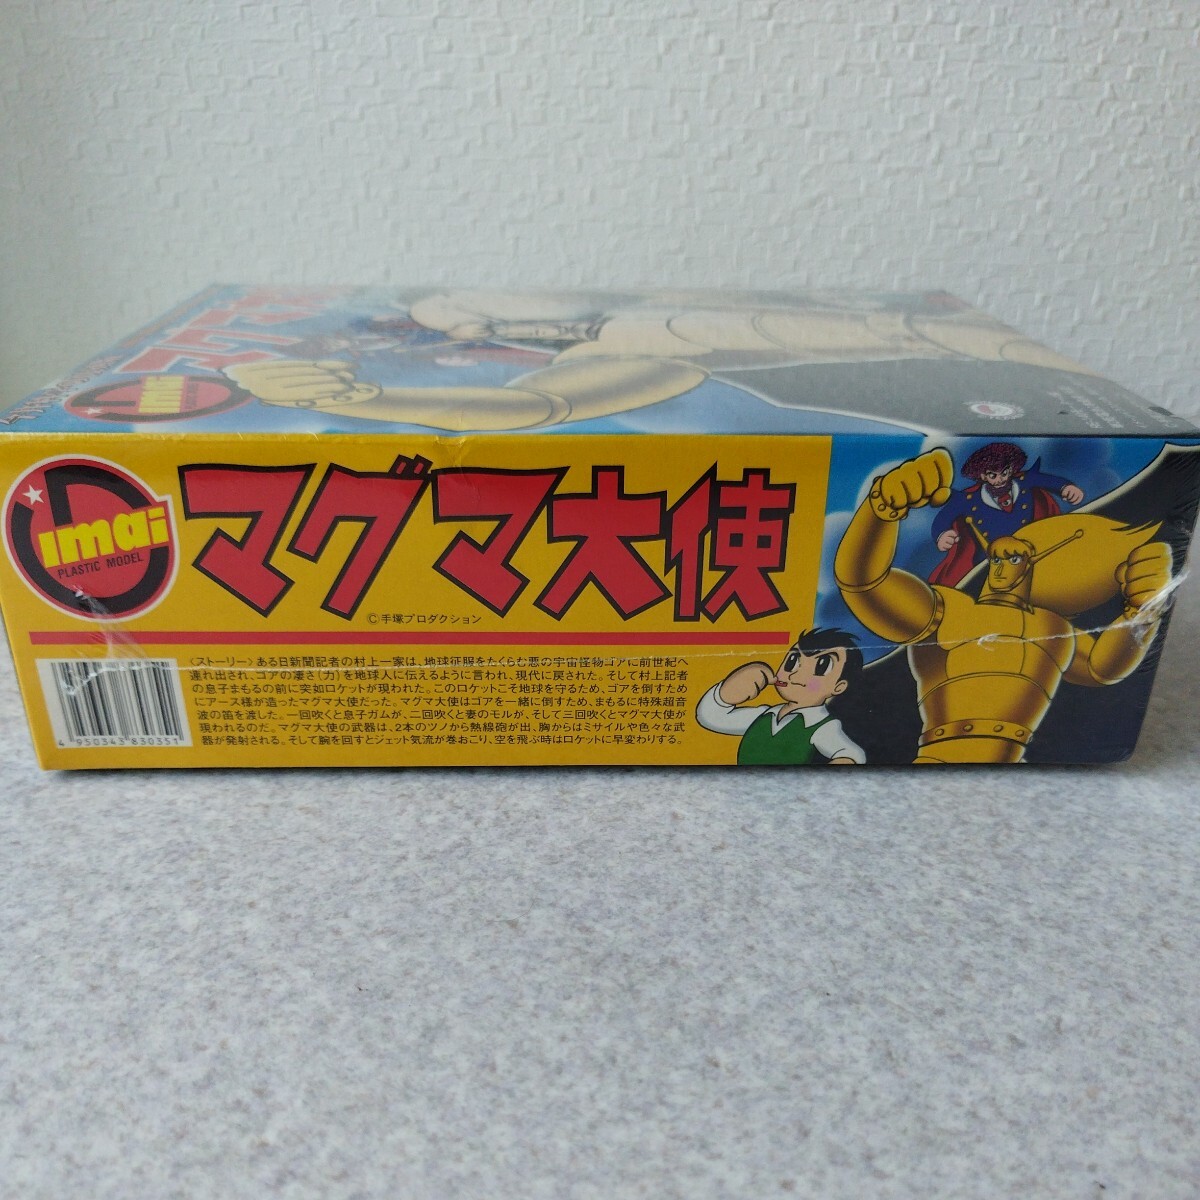 マグマ
imai
imai
PLASTIC MODEL
マグマ大使
©手塚プロダクション
〈ストーリー〉ある日新聞記者の村上一家は、地球征服をたくらむ悪の宇宙怪物ゴアに前世紀へ
連れ出され、ゴアの凄さ(力)を地球人に伝えるように言われ、現代に戻された。そして村上記者
の息子まもるの前に突如ロケットが現われた。このロケットこそ地球を守るため、ゴアを倒すため
にアース様が造ったマグマ大使だった。マグマ大使はゴアを一緒に倒すため、まもるに特殊超音
波の笛を渡した。一回吹くと息子ガムが、二回吹くと妻のモルが、そして三回吹くとマグマ大使が
現われるのだ。マグマ大使の武器は、2本のツノから熱線砲が出、胸からはミサイルや色々な武
器が発射される。そして腕を回すとジェット気流が巻おこり、空を飛ぶ時はロケットに早変わりする。
4 950343 830351